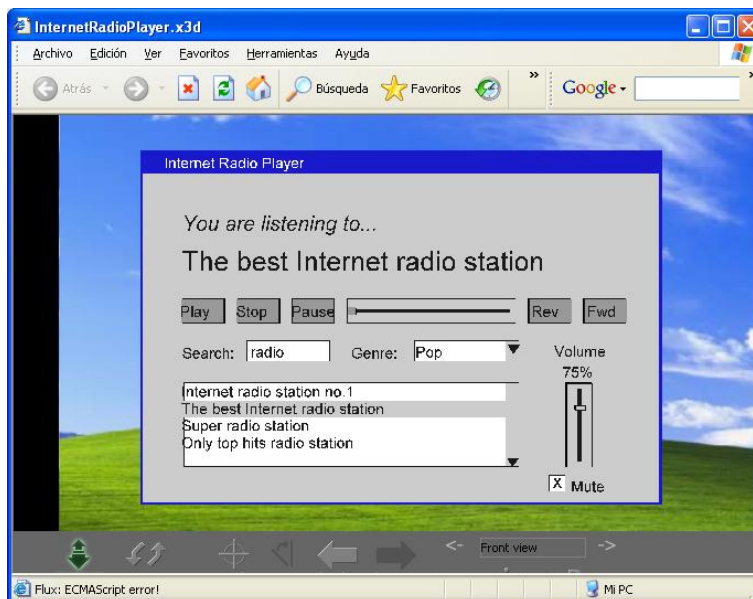 InternetRadioPlayer.x3d
Archivo Edición Ver Favoritos Herramientas Ayuda
Atrás Búsqueda Favoritos » Google
Internet Radio Player
You are listening to...
The best Internet radio station
Play Stop Pause Rev Fwd
Search: radio Genre: Pop Volume
75%
Internet radio station no.1
The best Internet radio station
Super radio station
Only top hits radio station
X Mute
<- Front view ->
Flux: ECMAScript error! Mi PC